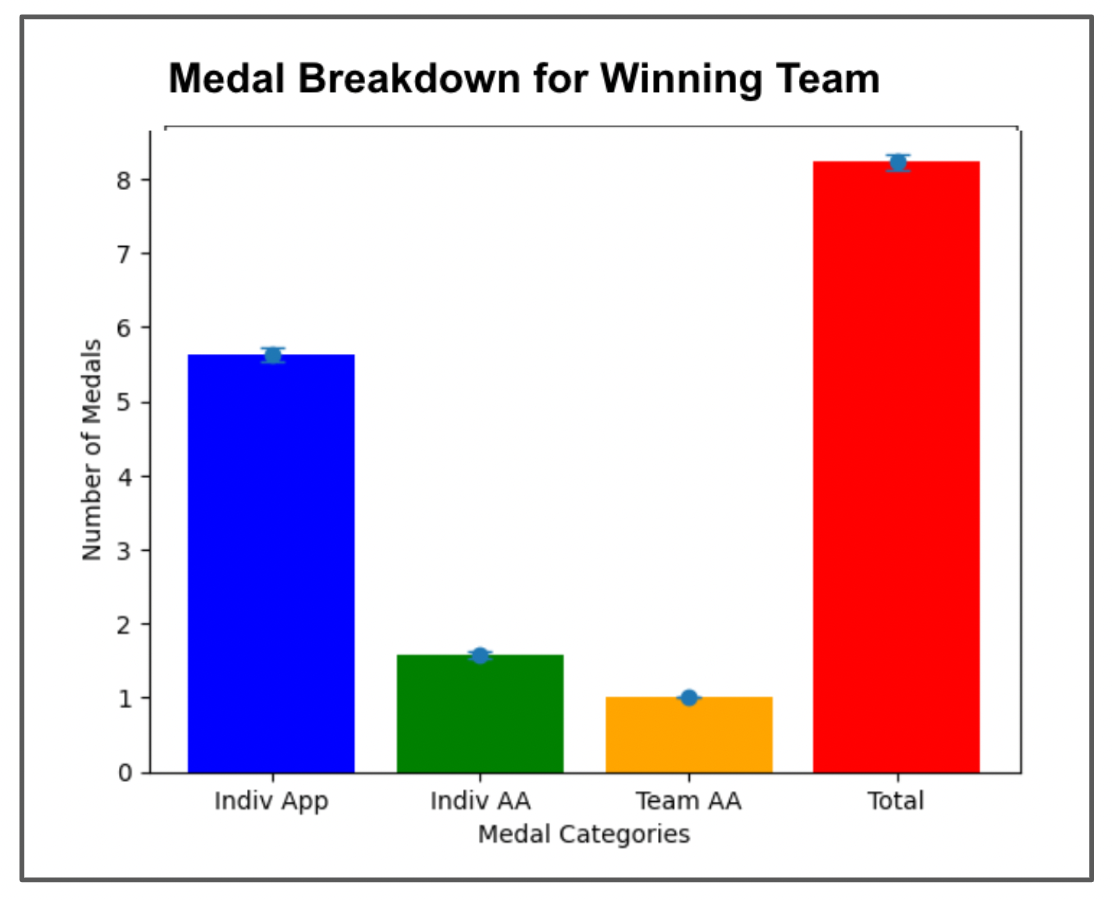 Medal Breakdown for Winning Team
8
7
6
5
4
3
2
1
0
Number of Medals
Indiv App Indiv AA Team AA Total
Medal Categories